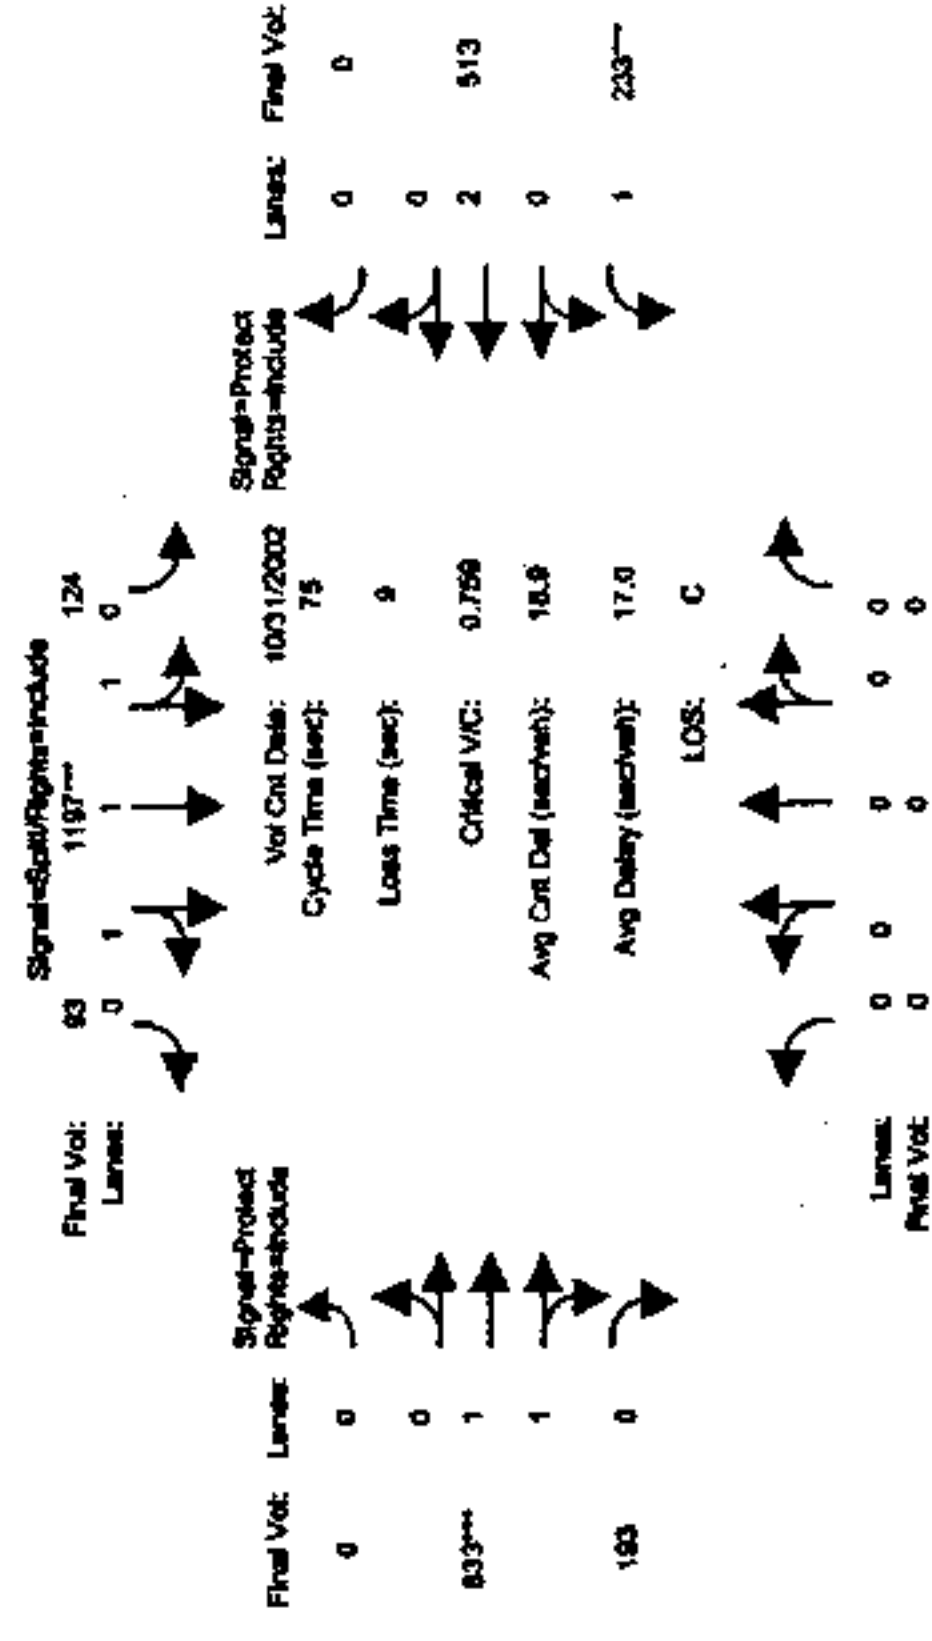 Signal=Split/Rights=Include
Final Vol: 93 1197*** 124
Lanes: 0 1 1 1 0
Signal=Protect
Rights=Include
Final Vol: Lanes:
0 0
0
1
1
193 0
Vol Cnt Date: 10/31/2002
Cycle Time (sec): 75
Loss Time (sec): 9
Critical V/C: 0.759
Avg Crit Del (sec/veh): 18.9
Avg Delay (sec/veh): 17.0
LOS: C
Signal=Protect
Rights=Include
Lanes: Final Vol:
0 0
0
2 513
0
1 233***
Lanes: 0 0 0 0 0
Final Vol: 0 0 0